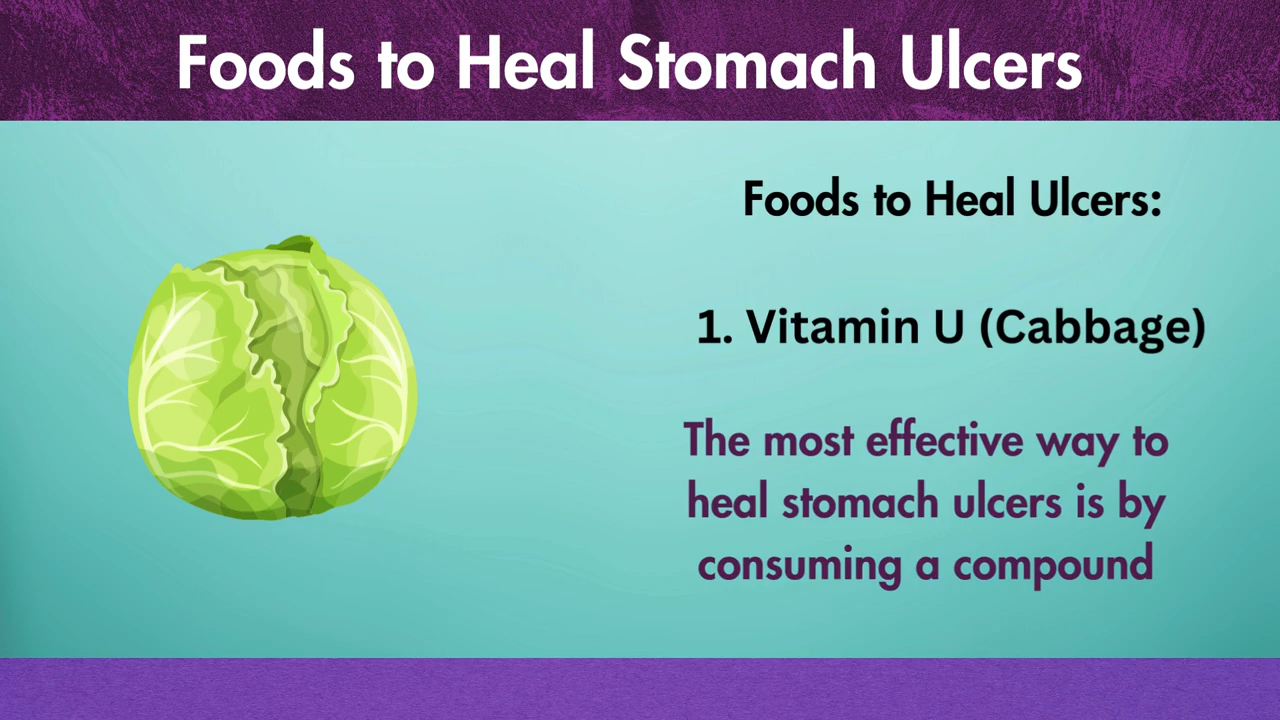 Foods to Heal Stomach Ulcers
Foods to Heal Ulcers:
1. Vitamin U (Cabbage)
The most effective way to
heal stomach ulcers is by
consuming a compound